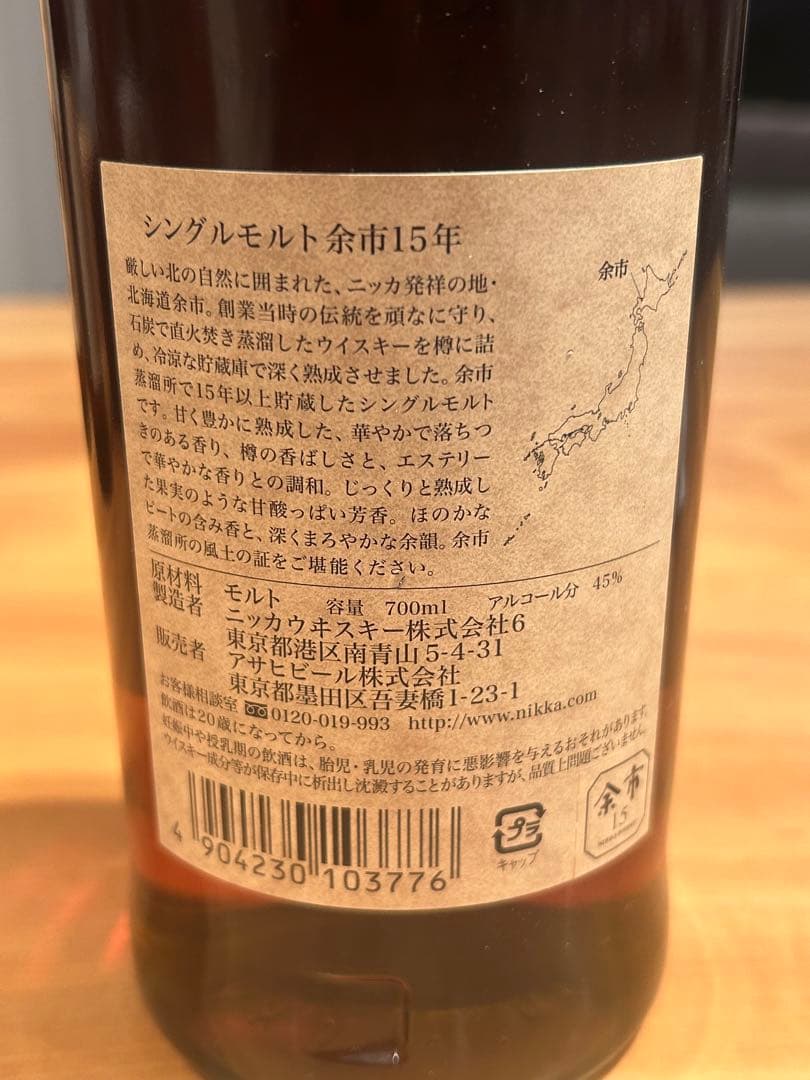 シングルモルト余市15年
厳しい北の自然に囲まれた、ニッカ発祥の地・
北海道余市。創業当時の伝統を頑なに守り、
石炭で直火焚き蒸溜したウイスキーを樽に詰
め、冷涼な貯蔵庫で深く熟成させました。余市
蒸溜所で15年以上貯蔵したシングルモルト
です。甘く豊かに熟成した、華やかで落ちつ
きのある香り、樽の香ばしさと、エステリー
で華やかな香りとの調和。じっくりと熟成し
た果実のような甘酸っぱい芳香。ほのかな
ピートの含み香と、深くまろやかな余韻。余市
蒸溜所の風土の証をご堪能ください。
余市
原材料 モルト 容量 700ml アルコール分 45%
製造者 ニッカウヰスキー株式会社6
東京都港区南青山5-4-31
販売者 アサヒビール株式会社
東京都墨田区吾妻橋1-23-1
お客様相談室 0120-019-993 http://www.nikka.com
飲酒は20歳になってから。
妊娠中や授乳期の飲酒は、胎児・乳児の発育に悪影響を与えるおそれがあります。
ウイスキー成分等が保存中に析出し沈澱することがありますが、品質上問題ございません。
4 904230 103776
プラ
キャップ
余市
15